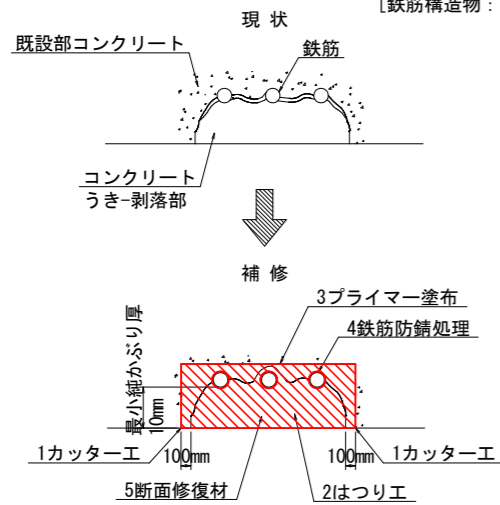 [鉄筋構造物：
現 状
既設部コンクリート
鉄筋
コンクリート
うき-剥落部
補 修
3プライマー塗布
4鉄筋防錆処理
最小純かぶり厚
10mm
1カッター工
100mm
100mm
1カッター工
5断面修復材
2はつり工